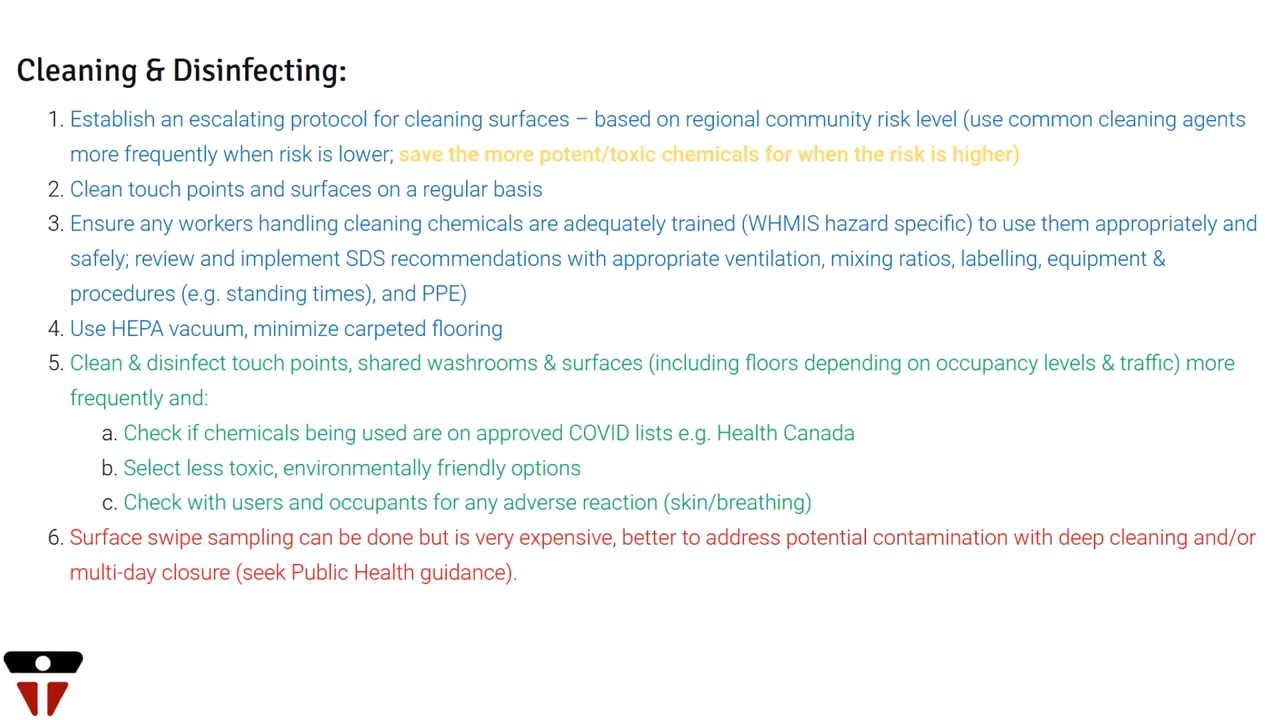 Cleaning & Disinfecting:
1. Establish an escalating protocol for cleaning surfaces – based on regional community risk level (use common cleaning agents
more frequently when risk is lower; save the more potent/toxic chemicals for when the risk is higher)
2. Clean touch points and surfaces on a regular basis
3. Ensure any workers handling cleaning chemicals are adequately trained (WHMIS hazard specific) to use them appropriately and
safely; review and implement SDS recommendations with appropriate ventilation, mixing ratios, labelling, equipment &
procedures (e.g. standing times), and PPE)
4. Use HEPA vacuum, minimize carpeted flooring
5. Clean & disinfect touch points, shared washrooms & surfaces (including floors depending on occupancy levels & traffic) more
frequently and:
a. Check if chemicals being used are on approved COVID lists e.g. Health Canada
b. Select less toxic, environmentally friendly options
c. Check with users and occupants for any adverse reaction (skin/breathing)
6. Surface swipe sampling can be done but is very expensive, better to address potential contamination with deep cleaning and/or
multi-day closure (seek Public Health guidance).